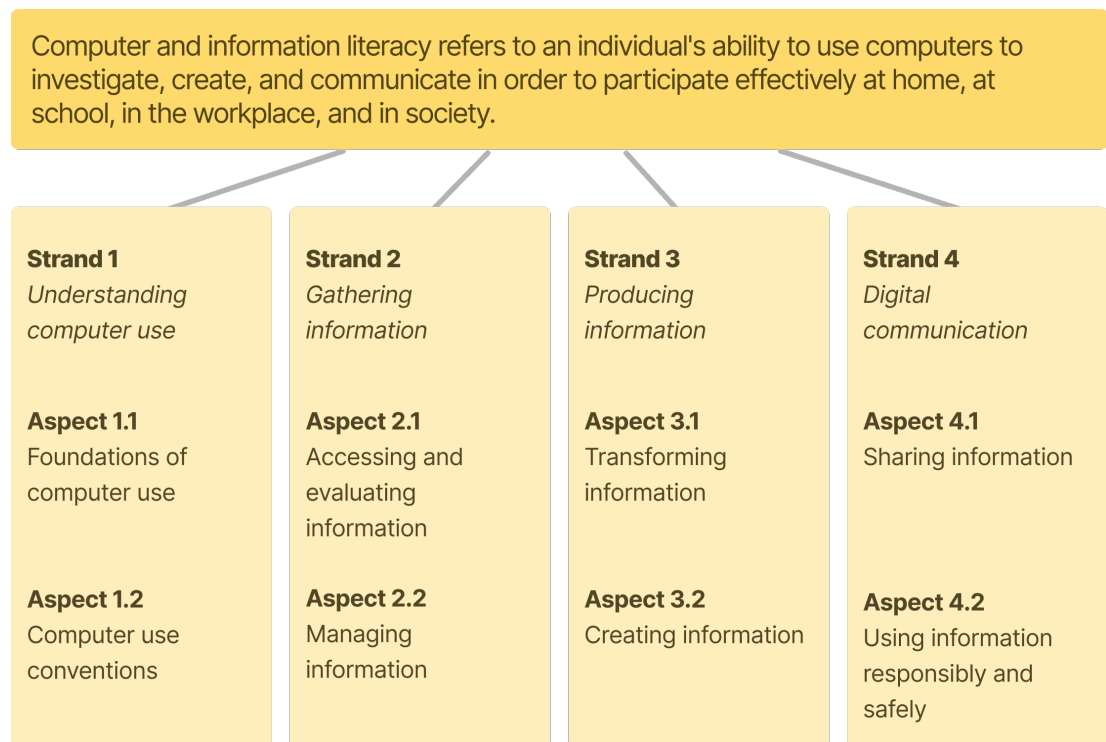 Computer and information literacy refers to an individual's ability to use computers to
investigate, create, and communicate in order to participate effectively at home, at
school, in the workplace, and in society.
Strand 1
Understanding
computer use
Aspect 1.1
Foundations of
computer use
Aspect 1.2
Computer use
conventions
Strand 2
Gathering
information
Aspect 2.1
Accessing and
evaluating
information
Aspect 2.2
Managing
information
Strand 3
Producing
information
Aspect 3.1
Transforming
information
Aspect 3.2
Creating information
Strand 4
Digital
communication
Aspect 4.1
Sharing information
Aspect 4.2
Using information
responsibly and
safely